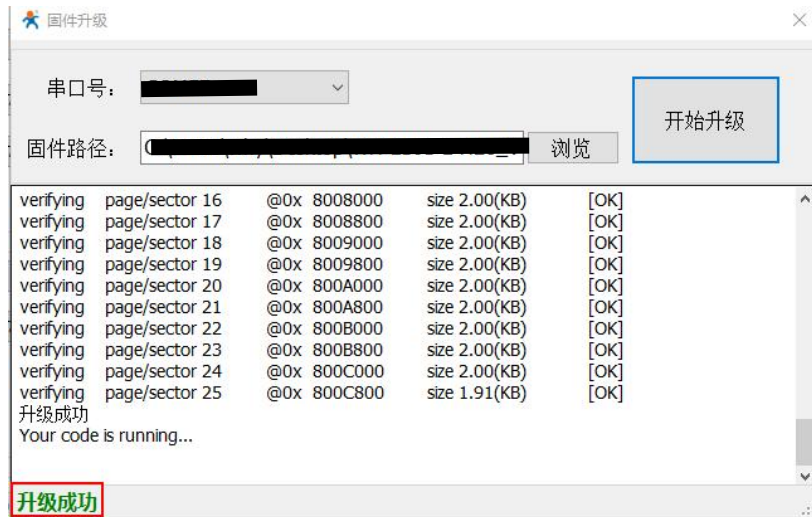 固件升级
串口号：
开始升级
固件路径：
浏览
verifying page/sector 16 @0x 8008000 size 2.00(KB) [OK]
verifying page/sector 17 @0x 8008800 size 2.00(KB) [OK]
verifying page/sector 18 @0x 8009000 size 2.00(KB) [OK]
verifying page/sector 19 @0x 8009800 size 2.00(KB) [OK]
verifying page/sector 20 @0x 800A000 size 2.00(KB) [OK]
verifying page/sector 21 @0x 800A800 size 2.00(KB) [OK]
verifying page/sector 22 @0x 800B000 size 2.00(KB) [OK]
verifying page/sector 23 @0x 800B800 size 2.00(KB) [OK]
verifying page/sector 24 @0x 800C000 size 2.00(KB) [OK]
verifying page/sector 25 @0x 800C800 size 1.91(KB) [OK]
升级成功
Your code is running...
升级成功